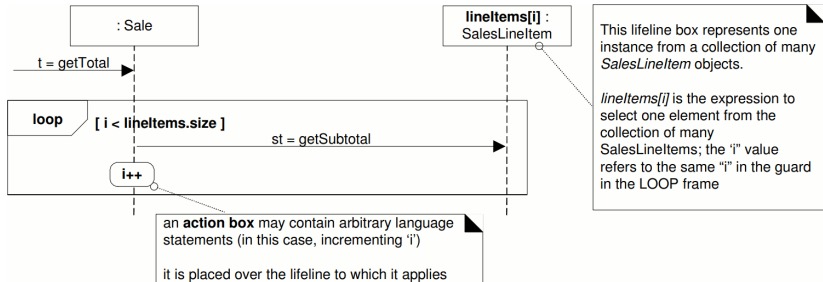 : Sale
lineItems[i] :
SalesLineItem
t = getTotal
This lifeline box represents one
instance from a collection of many
SalesLineItem objects.
lineItems[i] is the expression to
select one element from the
collection of many
SalesLineItems; the ‘i” value
refers to the same “i” in the guard
in the LOOP frame
loop
[ i < lineItems.size ]
st = getSubtotal
i++
an action box may contain arbitrary language
statements (in this case, incrementing ‘i’)
it is placed over the lifeline to which it applies